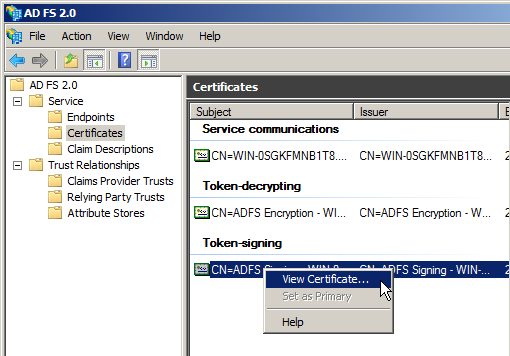 AD FS 2.0
File Action View Window Help
AD FS 2.0
Service
Endpoints
Certificates
Claim Descriptions
Trust Relationships
Claims Provider Trusts
Relying Party Trusts
Attribute Stores
Certificates
Subject Issuer E
Service communications
CN=WIN-0SGKFMNB1T8.... CN=WIN-0SGKFMNB1T8.... 2
Token-decrypting
CN=ADFS Encryption - WI... CN=ADFS Encryption - WI... 2
Token-signing
CN=ADFS CN=ADFS Signing - WIN-... 2
View Certificate...
Set as Primary
Help